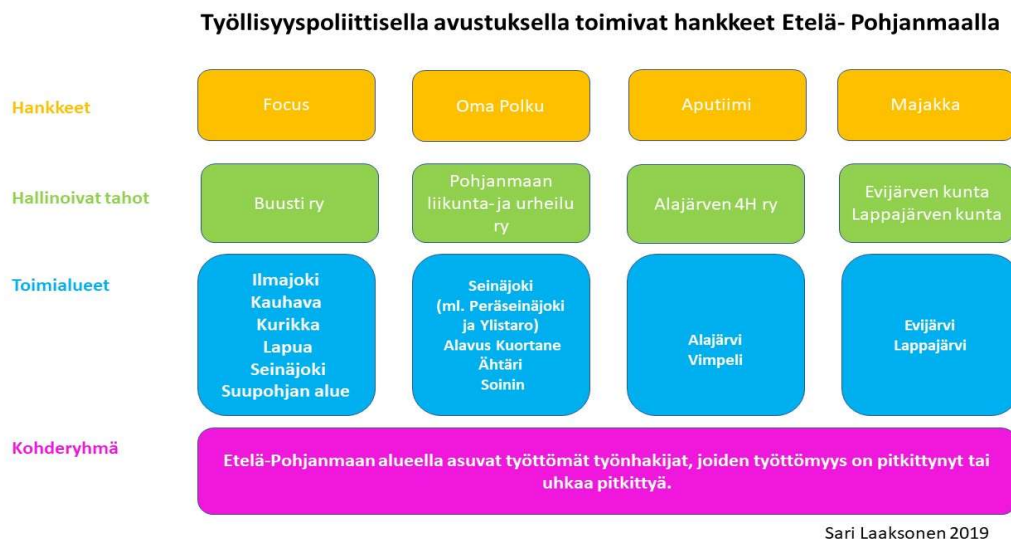 Työllisyyspoliittisella avustuksella toimivat hankkeet Etelä- Pohjanmaalla
Hankkeet
Focus
Oma Polku
Aputiimi
Majakka
Hallinoivat tahot
Buusti ry
Pohjanmaan
liikunta-ja urheilu
ry
Alajärven 4H ry
Evijärven kunta
Lappajärven kunta
Toimialueet
Ilmajoki
Kauhava
Kurikka
Lapua
Seinäjoki
Suupohjan alue
Seinäjoki
(ml. Peräseinäjoki
ja Ylistaro)
Alavus Kuortane
Ähtäri
Soinin
Alajärvi
Vimpeli
Evijärvi
Lappajärvi
Kohderyhmä
Etelä-Pohjanmaan alueella asuvat työttömät työnhakijat, joiden työttömyys on pitkittynyt tai
uhkaa pitkittyä.
Sari Laaksonen 2019